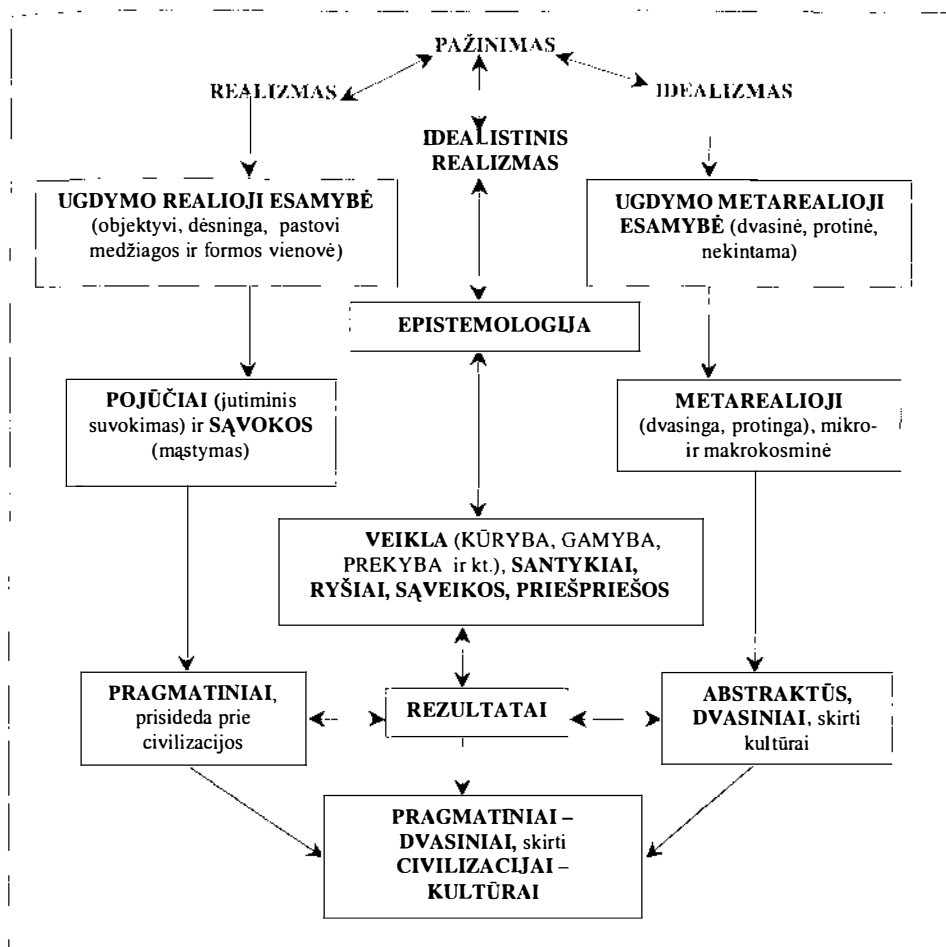 PAŽINIMAS
REALIZMAS
IDEALIZMAS
IDEALISTINIS
REALIZMAS
UGDYMO REALIOJI ESAMYBĖ
(objektyvi, dėsninga, pastovi
medžiagos ir formos vienovė)
UGDYMO METAREALIOJI
ESAMYBĖ (dvasinė, protinė,
nekintama)
EPISTEMOLOGIJA
POJŪČIAI (jutiminis
suvokimas) ir SĄVOKOS
(mąstymas)
METAREALIOJI
(dvasinga, protinga), mikro-
ir makrokosminė
VEIKLA (KŪRYBA, GAMYBA,
PREKYBA ir kt.), SANTYKIAI,
RYŠIAI, SĄVEIKOS, PRIEŠPRIEŠOS
PRAGMATINIAI,
prisideda prie
civilizacijos
REZULTATAI
ABSTRAKTŪS,
DVASINIAI, skirti
kultūrai
PRAGMATINIAI –
DVASINIAI, skirti
CIVILIZACIJAI –
KULTŪRAI